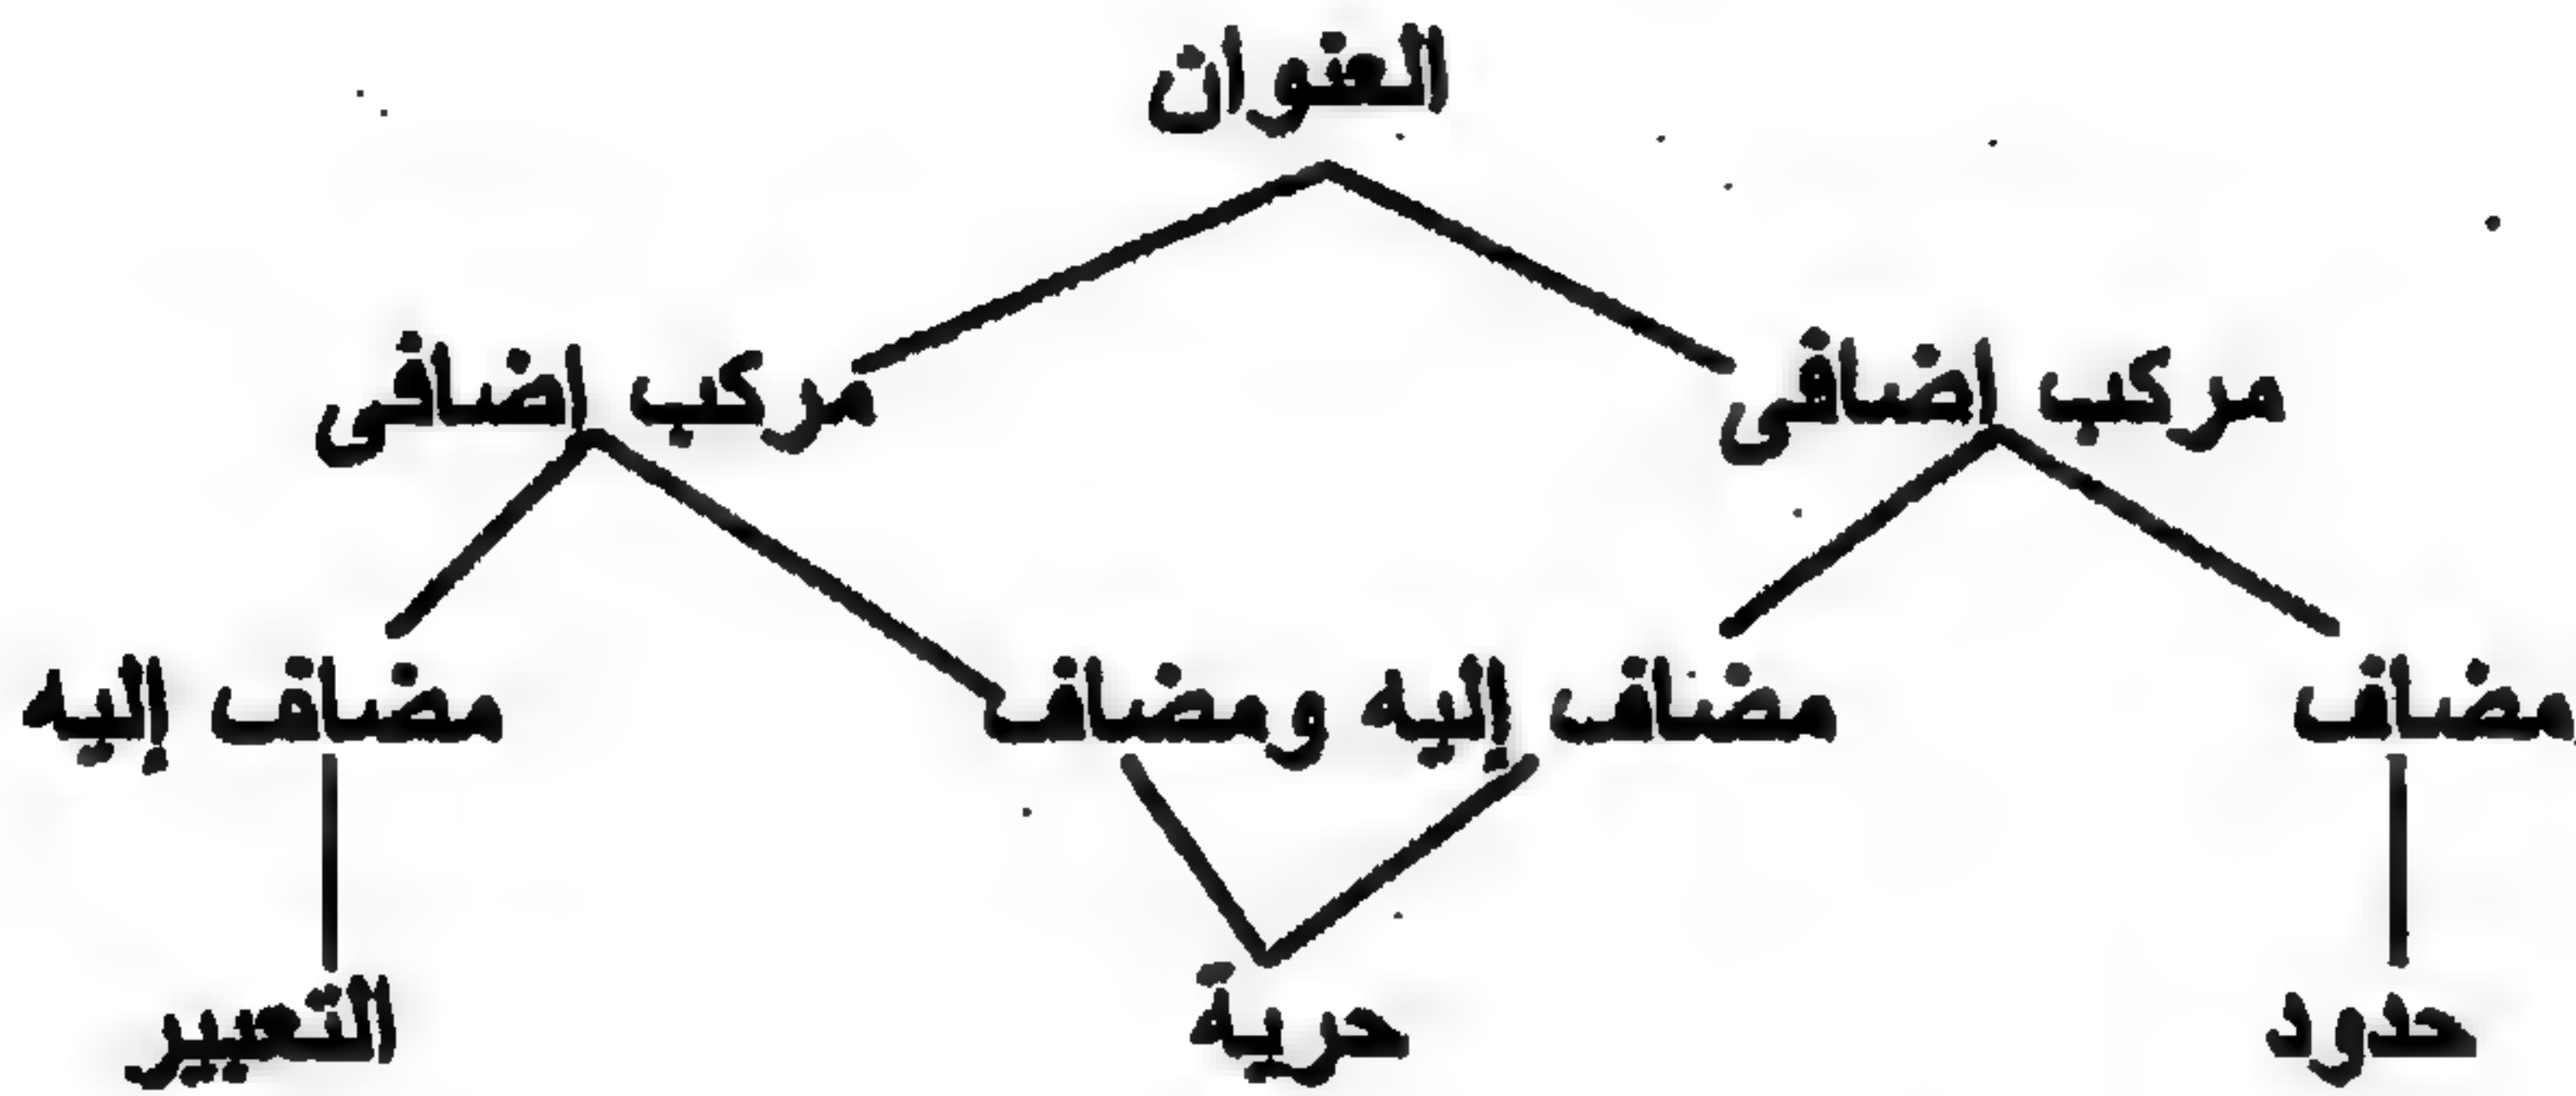 العنوان
مركب إضافى مركب إضافى
مضاف مضاف إليه ومضاف مضاف إليه
حدود حرية التعبير